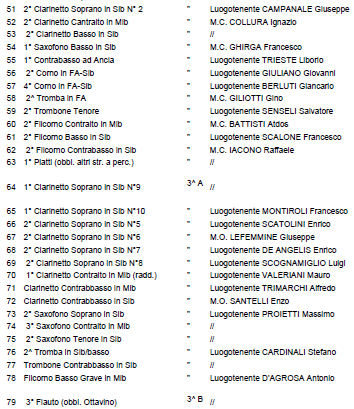 51 2° Clarinetto Soprano in Sib N° 2 " Luogotenente CAMPANALE Giuseppe
52 2° Clarinetto Cantralto in Mib " M.C. COLLURA Ignazio
53 2° Clarinetto Basso in Sib " //
54 1° Saxofono Basso in Sib " M.C. GHIRGA Francesco
55 1° Contrabasso ad Ancia " Luogotenente TRIESTE Liborio
56 2° Corno in FA-Sib " Luogotenente GIULIANO Giovanni
57 4° Corno in FA-Sib " Luogotenente BERLUTI Giancarlo
58 2^ Tromba in FA " M.C. GILIOTTI Gino
59 2° Trombone Tenore " Luogotenente SENSELI Salvatore
60 2° Flicorno Contralto in Mib " M.C. BATTISTI Atdos
61 2° Flicorno Basso in Sib " Luogotenente SCALONE Francesco
62 2° Flicorno Contrabasso in Sib " M.C. IACONO Raffaele
63 1° Piatti (obbl. altri str. a perc.) " //
64 1° Clarinetto Soprano in Sib N°9 3^ A //
65 1° Clarinetto Soprano in Sib N°10 " Luogotenente MONTIROLI Francesco
66 2° Clarinetto Soprano in Sib N°5 " Luogotenente SCATOLINI Enrico
67 2° Clarinetto Soprano in Sib N°6 " M.O. LEFEMMINE Giuseppe
68 2° Clarinetto Soprano in Sib N°7 " Luogotenente DE ANGELIS Enrico
69 2° Clarinetto Soprano in Sib N°8 " Luogotenente SCOGNAMIGLIO Luigi
70 1° Clarinetto Contralto in Mib (radd.) " Luogotenente VALERIANI Mauro
71 Clarinetto Contrabbasso in Mib " Luogotenente TRIMARCHI Alfredo
72 Clarinetto Contrabbasso in Sib " M.O. SANTELLI Enzo
73 2° Saxofono Soprano in Sib " Luogotenente PROIETTI Massimo
74 3° Saxofono Contralto in Mib " //
75 2° Saxofono Tenore in Sib " //
76 2^ Tromba in Sib/basso " Luogotenente CARDINALI Stefano
77 Trombone Contrabbasso in Sib " //
78 Flicorno Basso Grave in Mib " Luogotenente D'AGROSA Antonio
79 3° Flauto (obbl. Ottavino) 3^ B //